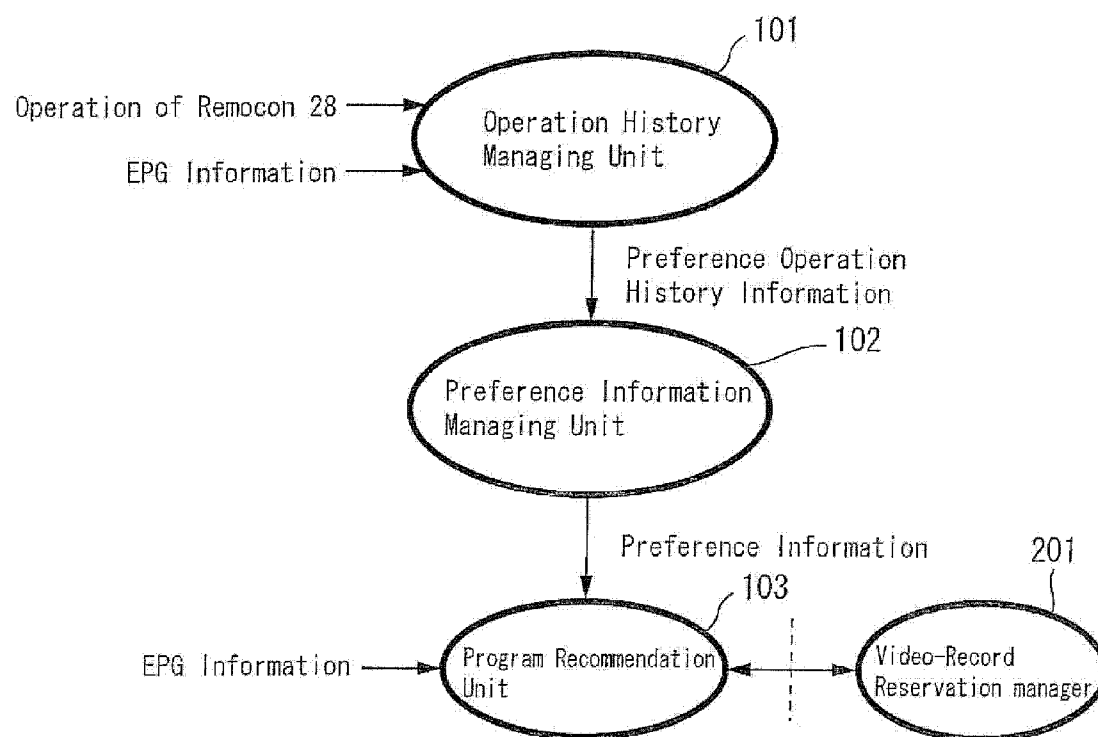 101
Operation of Remocon 28
EPG Information
Operation History
Managing Unit
Preference Operation
History Information
102
Preference Information
Managing Unit
Preference Information
103
201
EPG Information
Program Recommendation
Unit
Video-Record
Reservation manager